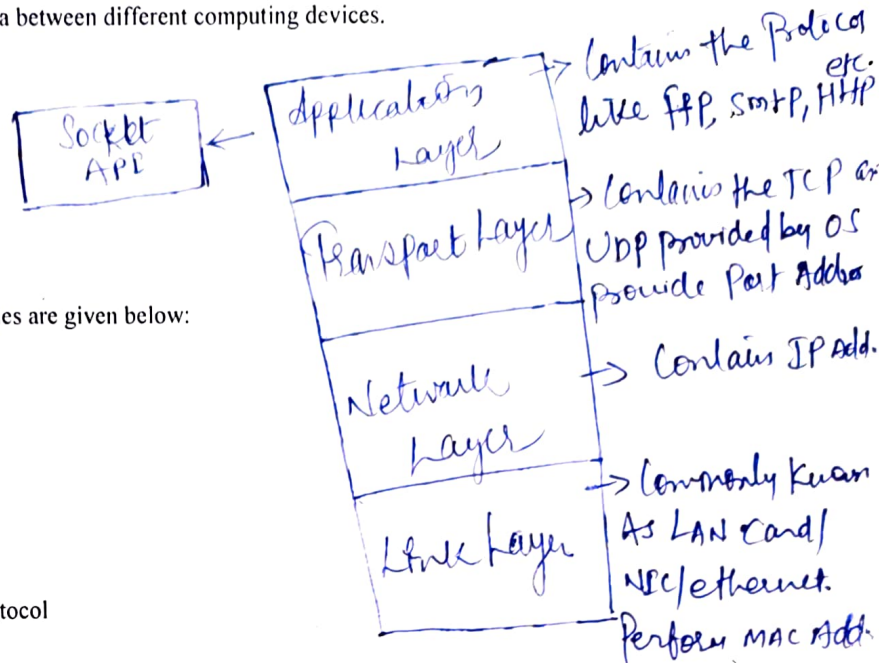 a between different computing devices.
Socket
API
Application
Layer
Contains the Protocol
etc.
like FTP, SMTP, HTTP
Transport Layer
Contains the TCP an
UDP provided by OS
Provide Port Address
es are given below:
Network
Layer
Contains IP Add.
Link Layer
Commonly Known
As LAN Card/
NIC/ethernet.
Perform MAC Add.
tocol